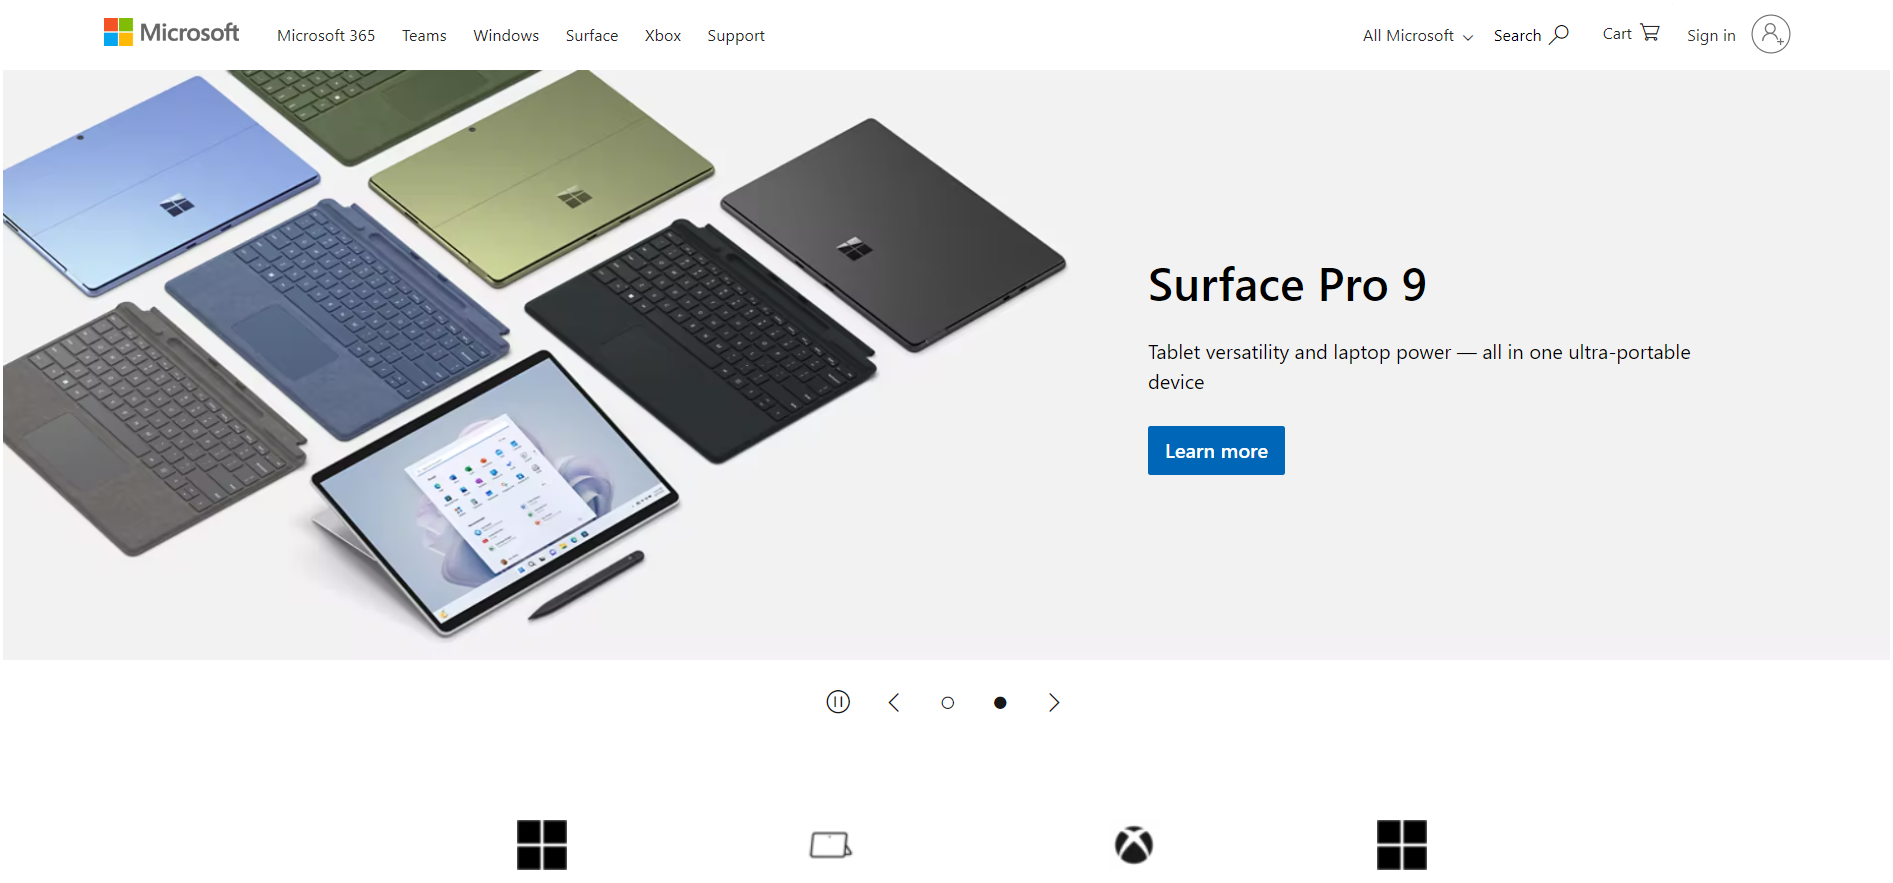 Microsoft
Microsoft 365
Teams
Windows
Surface
Xbox
Support
All Microsoft
Search
Cart
Sign in
Surface Pro 9
Tablet versatility and laptop power — all in one ultra-portable
device
Learn more